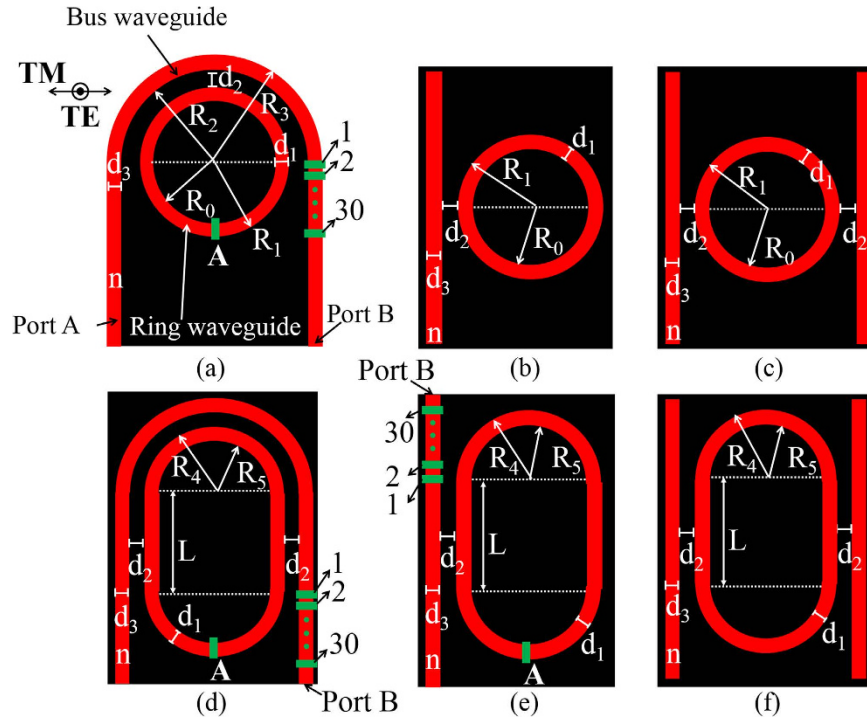 Bus waveguide
TM
TE
d₂
R₂
R₃
1
d₁
2
d₃
R₀
30
R₁
A
n
Port A
Ring waveguide
Port B
(a)
d₁
R₁
d₂
R₀
d₃
n
(b)
d₁
R₁
d₂
d₂
R₀
d₃
n
(c)
R₄
R₅
L
d₂
d₂
1
d₃
2
d₁
30
n
A
Port B
(d)
Port B
30
R₄
R₅
2
1
L
d₂
d₃
d₁
n
A
(e)
R₄
R₅
L
d₂
d₂
d₃
d₁
n
(f)